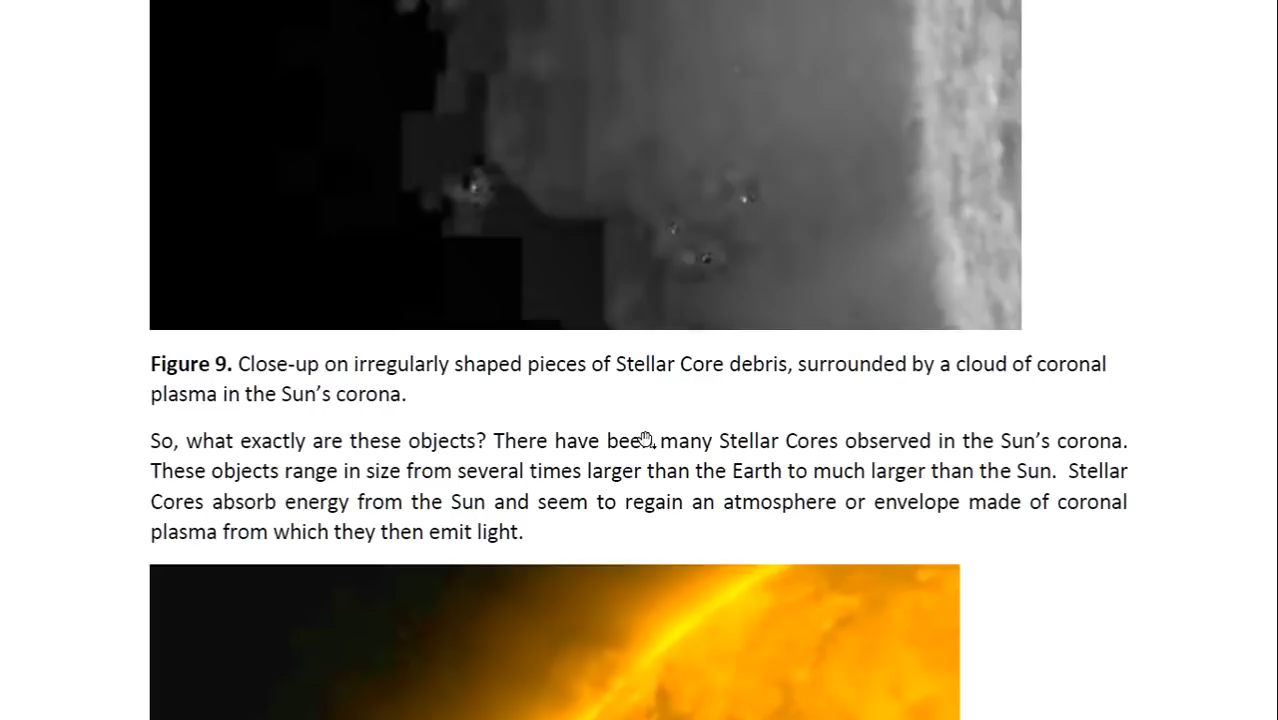 Figure 9. Close-up on irregularly shaped pieces of Stellar Core debris, surrounded by a cloud of coronal
plasma in the Sun's corona.
So, what exactly are these objects? There have been many Stellar Cores observed in the Sun's corona.
These objects range in size from several times larger than the Earth to much larger than the Sun. Stellar
Cores absorb energy from the Sun and seem to regain an atmosphere or envelope made of coronal
plasma from which they then emit light.